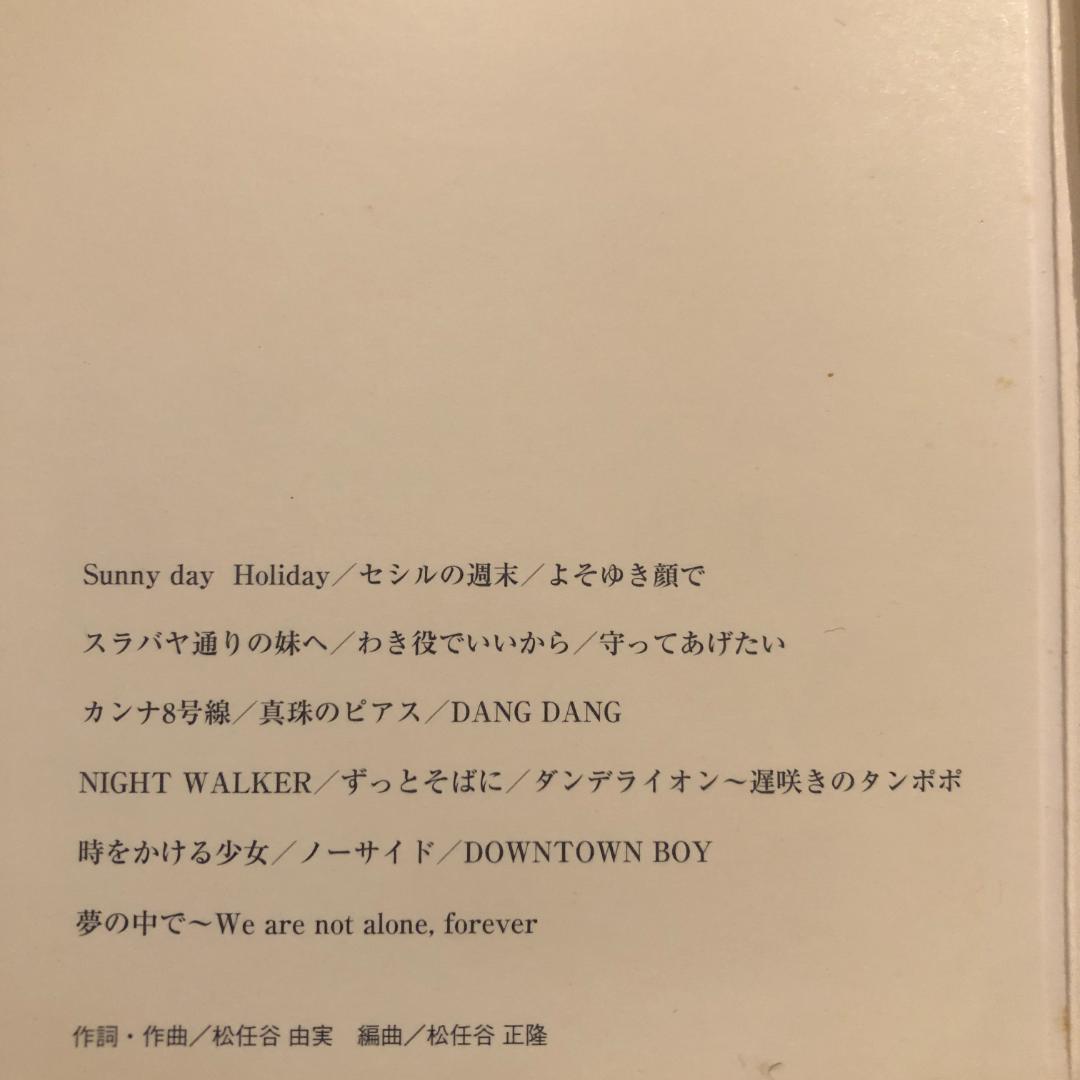 Sunny day  Holiday／セシルの週末／よそゆき顔で
スラバヤ通りの妹へ／わき役でいいから／守ってあげたい
カンナ8号線／真珠のピアス／DANG DANG
NIGHT WALKER／ずっとそばに／ダンデライオン〜遅咲きのタンポポ
時をかける少女／ノーサイド／DOWNTOWN BOY
夢の中で〜We are not alone, forever
作詞・作曲／松任谷 由実　編曲／松任谷 正隆